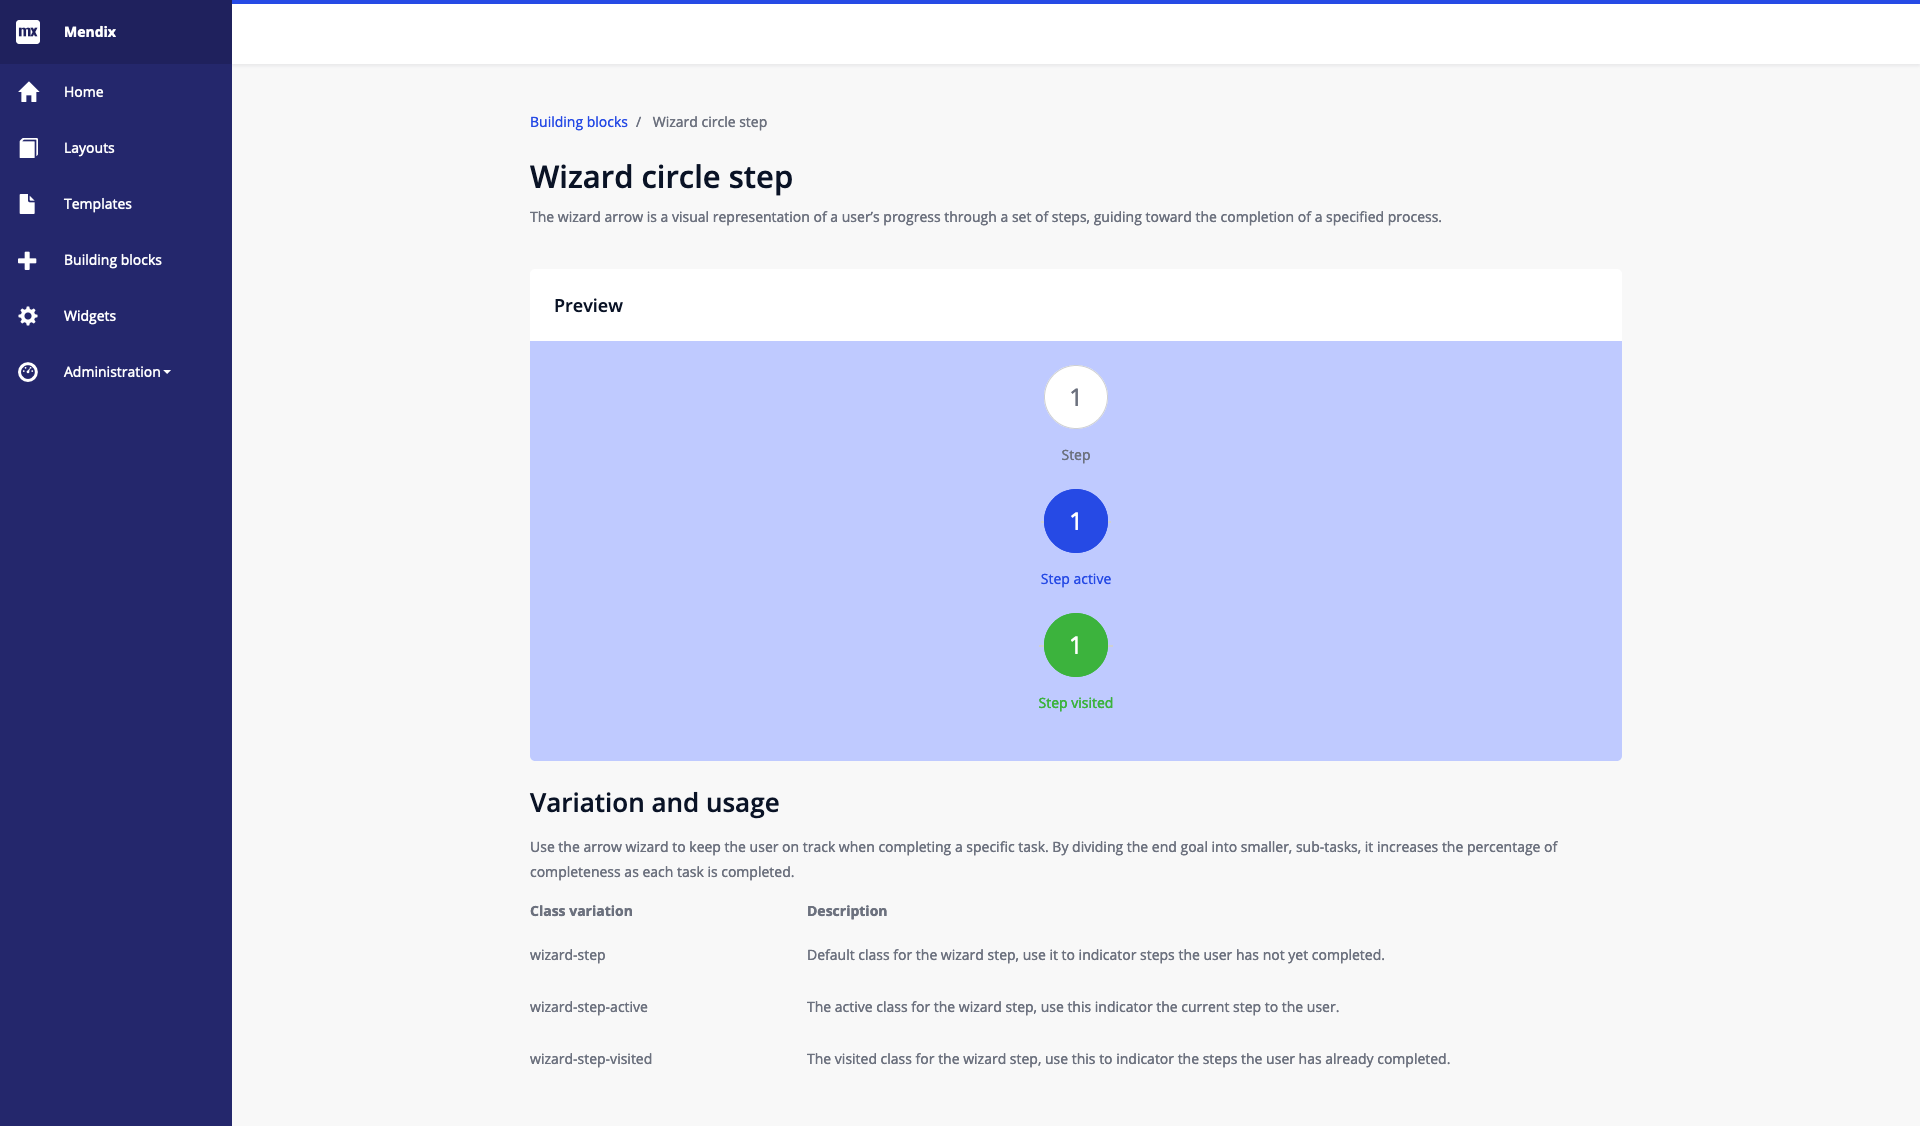 mx Mendix
Home
Layouts
Templates
Building blocks
Widgets
Administration
Building blocks / Wizard circle step
Wizard circle step
The wizard arrow is a visual representation of a user’s progress through a set of steps, guiding toward the completion of a specified process.
Preview
1
Step
1
Step active
1
Step visited
Variation and usage
Use the arrow wizard to keep the user on track when completing a specific task. By dividing the end goal into smaller, sub-tasks, it increases the percentage of
completeness as each task is completed.
Class variation Description
wizard-step Default class for the wizard step, use it to indicator steps the user has not yet completed.
wizard-step-active The active class for the wizard step, use this indicator the current step to the user.
wizard-step-visited The visited class for the wizard step, use this to indicator the steps the user has already completed.